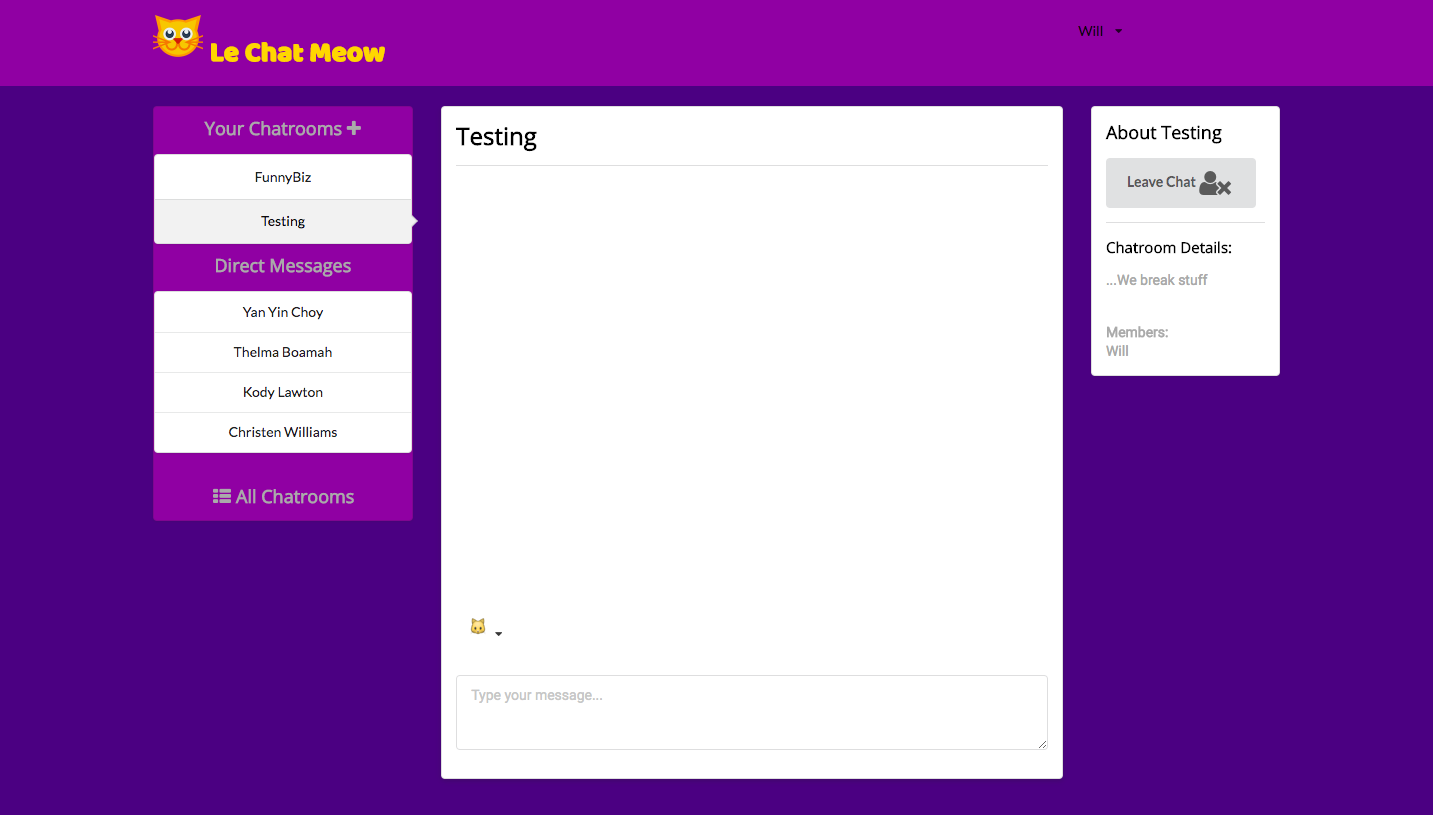 Le Chat Meow
Will
Your Chatrooms
FunnyBiz
Testing
Direct Messages
Yan Yin Choy
Thelma Boamah
Kody Lawton
Christen Williams
All Chatrooms
Testing
Type your message...
About Testing
Leave Chat
Chatroom Details:
...We break stuff
Members:
Will